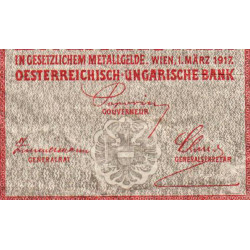 IN GESETZLICHEM METALLGELDE. WIEN, 1. MÄRZ 1917.
OESTERREICHISCH-UNGARISCHE BANK
GOUVERNEUR
GENERALRAT
GENERALSEKRETÄR